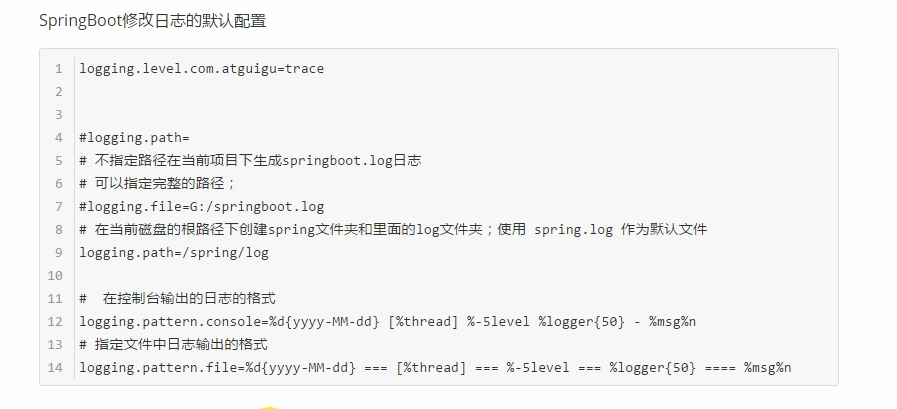 SpringBoot修改日志的默认配置
1 logging.level.com.atguigu=trace
2
3
4 #logging.path=
5 # 不指定路径在当前项目下生成springboot.log日志
6 # 可以指定完整的路径；
7 #logging.file=G:/springboot.log
8 # 在当前磁盘的根路径下创建spring文件夹和里面的log文件夹；使用 spring.log 作为默认文件
9 logging.path=/spring/log
10
11 #  在控制台输出的日志的格式
12 logging.pattern.console=%d{yyyy-MM-dd} [%thread] %-5level %logger{50} - %msg%n
13 # 指定文件中日志输出的格式
14 logging.pattern.file=%d{yyyy-MM-dd} === [%thread] === %-5level === %logger{50} ==== %msg%n